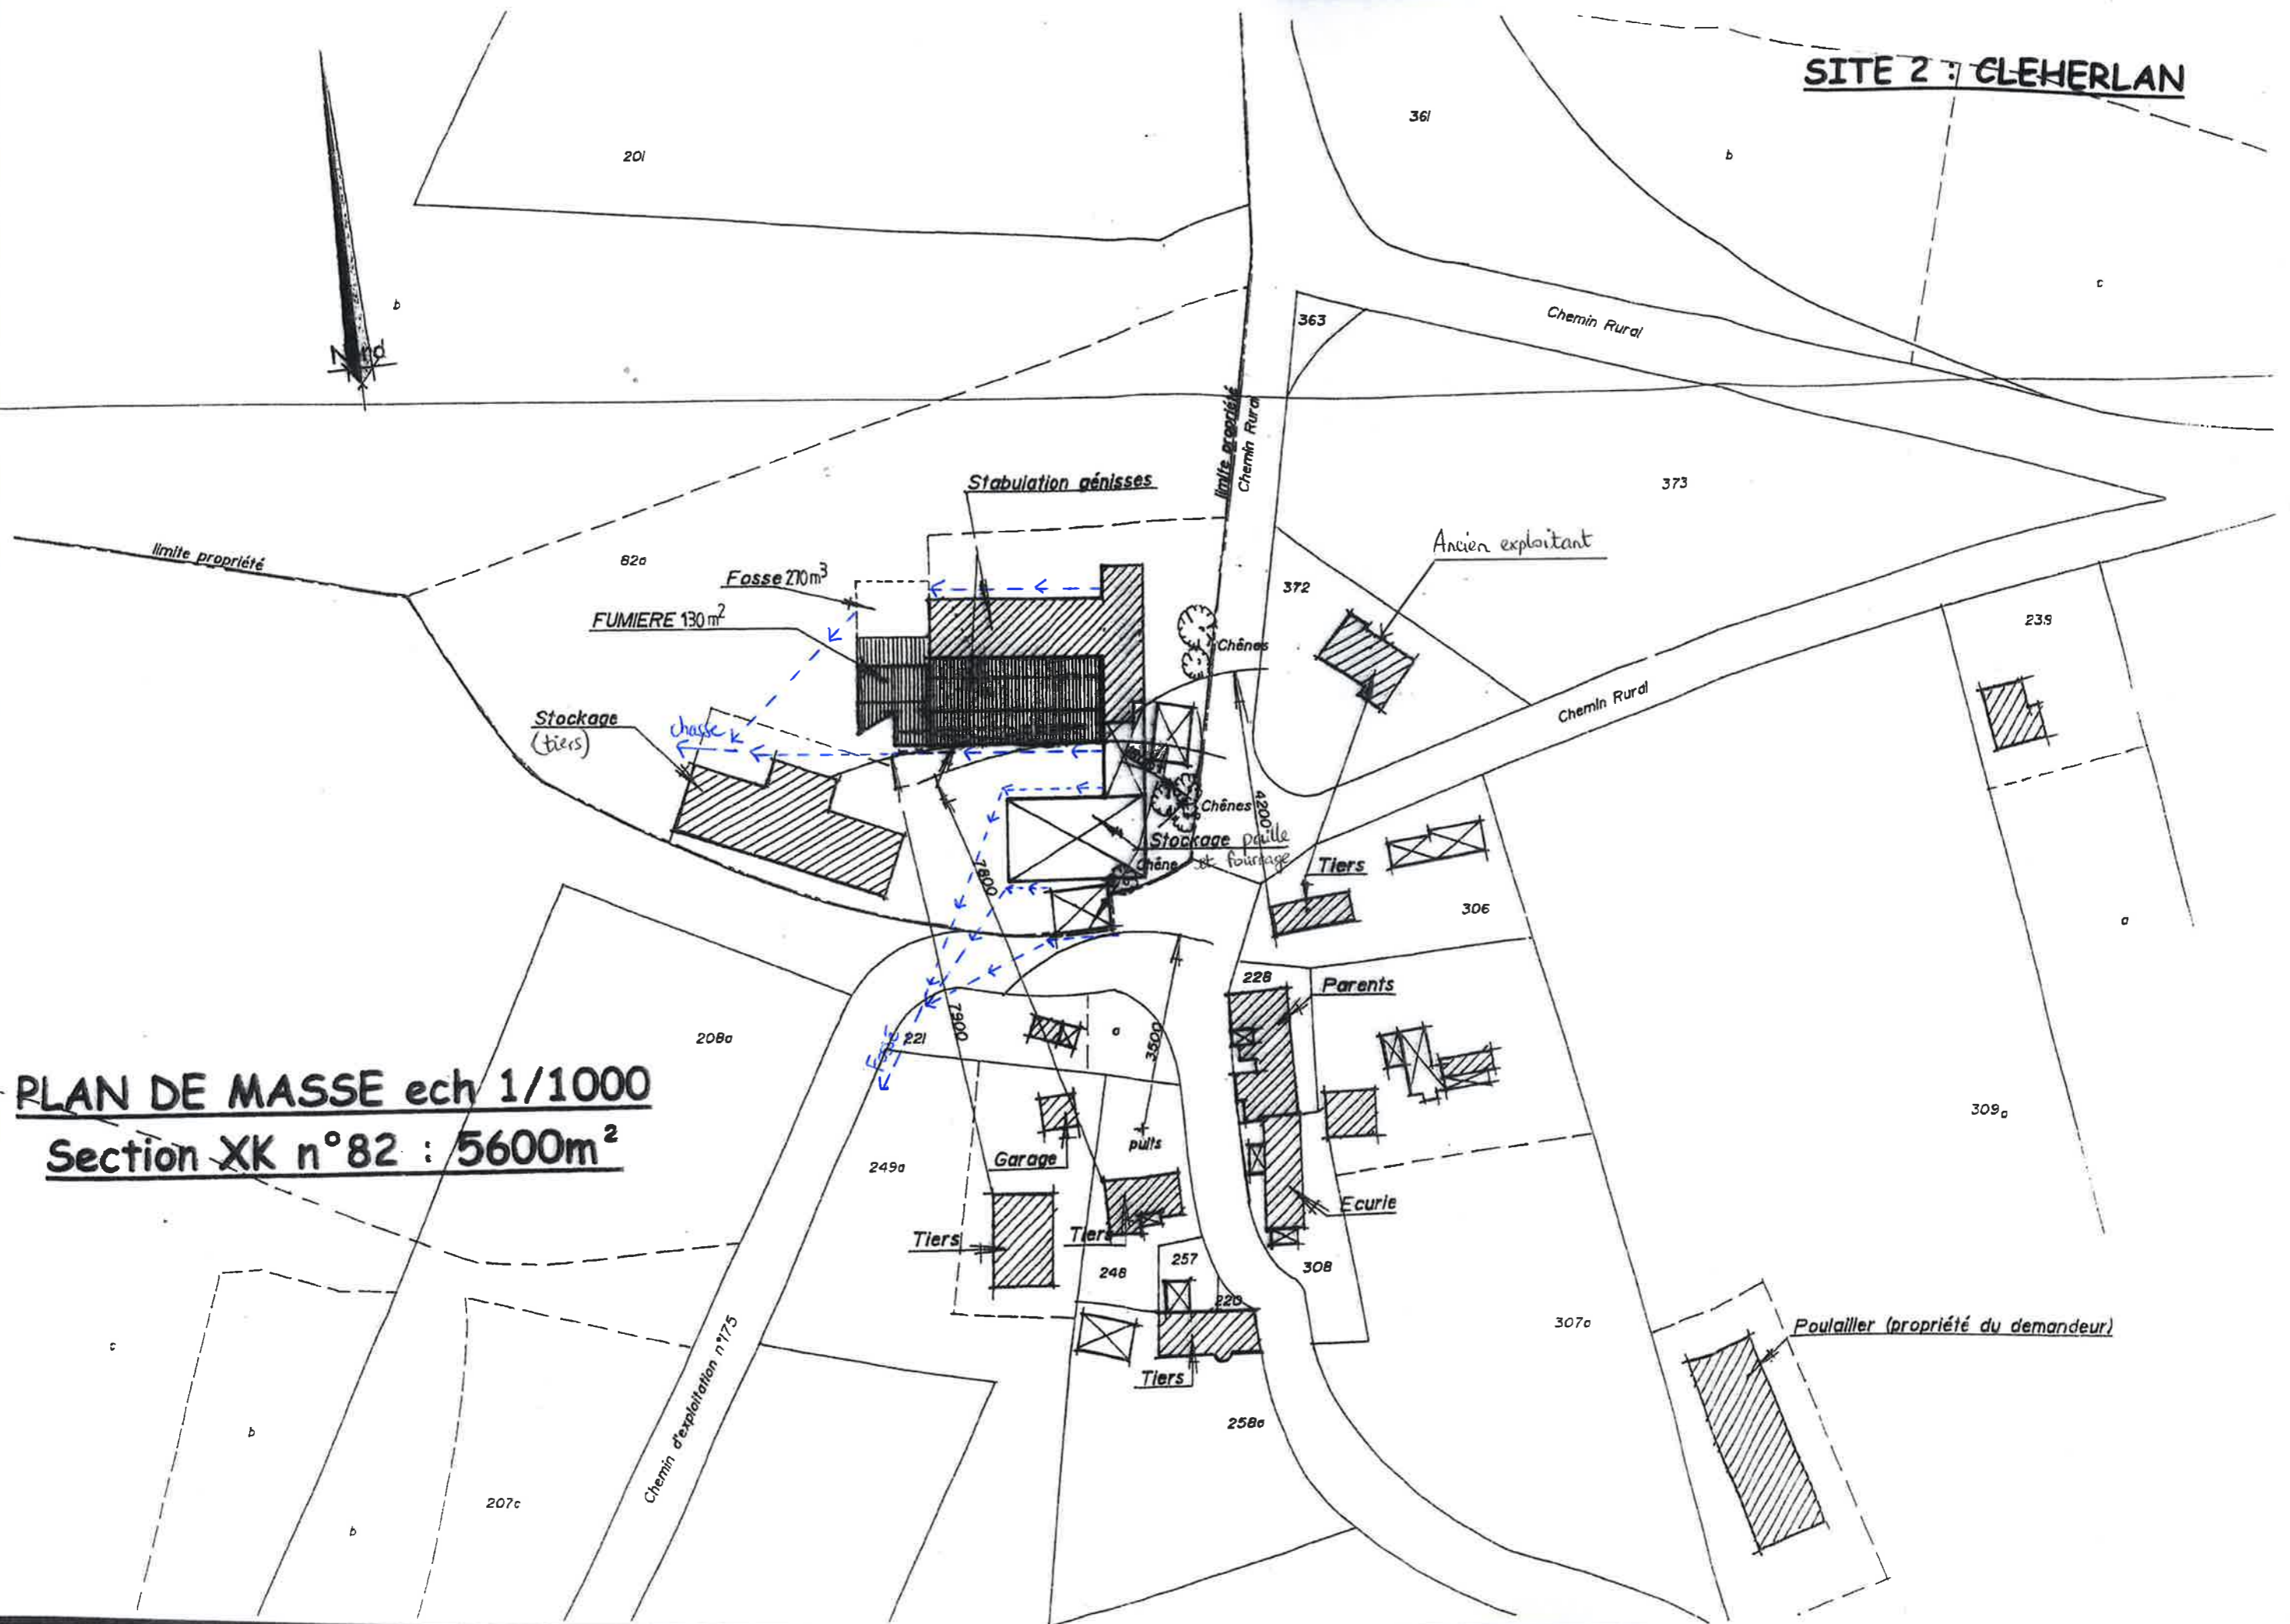 SITE 2 : CLEHERLAN
361
201
b
b
c
363
Chemin Rural
Nord
limite propriété
Chemin Rural
Stabulation génisses
373
Ancien exploitant
limite propriété
82a
Fosse 270m³
372
FUMIERE 130m²
239
Chênes
Chemin Rural
Stockage
(tiers)
chasse
Chênes
4200
Stockage paille
et fourrage
Chêne
Tiers
7800
306
a
228
Parents
7900
a
3500
221
Fossé
208a
PLAN DE MASSE ech 1/1000
309a
Section XK n°82 : 5600m²
puits
Garage
249a
Ecurie
Tiers
Tiers
257
248
308
220
307a
Poulailler (propriété du demandeur)
c
Chemin d'exploitation n°175
Tiers
258a
b
207c
b